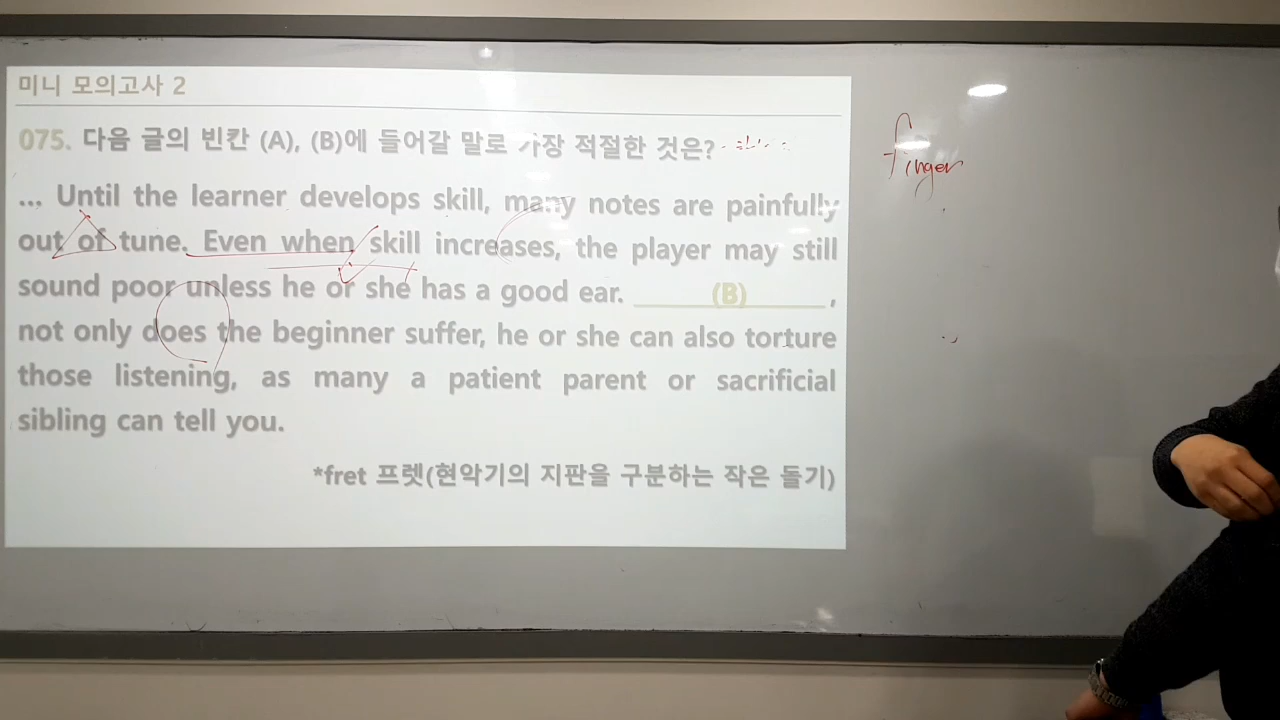 미니 모의고사 2
075. 다음 글의 빈칸 (A), (B)에 들어갈 말로 가장 적절한 것은?
... Until the learner develops skill, many notes are painfully
out of tune. Even when skill increases, the player may still
sound poor unless he or she has a good ear. (B) ,
not only does the beginner suffer, he or she can also torture
those listening, as many a patient parent or sacrificial
sibling can tell you.
*fret 프렛(현악기의 지판을 구분하는 작은 돌기)
finger